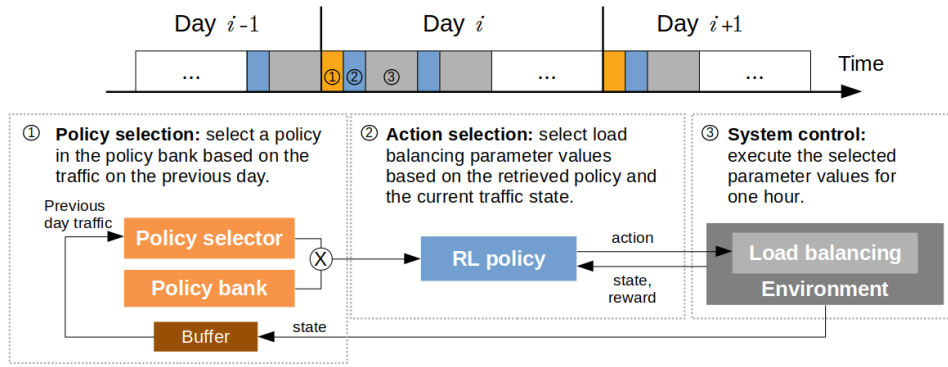 Day i-1
Day i
Day i+1
...
① ② ③
...
...
Time
① Policy selection: select a policy
in the policy bank based on the
traffic on the previous day.
② Action selection: select load
balancing parameter values
based on the retrieved policy and
the current traffic state.
③ System control:
execute the selected
parameter values for
one hour.
Previous
day traffic
Policy selector
Policy bank
X
Buffer
state
RL policy
action
state,
reward
Load balancing
Environment